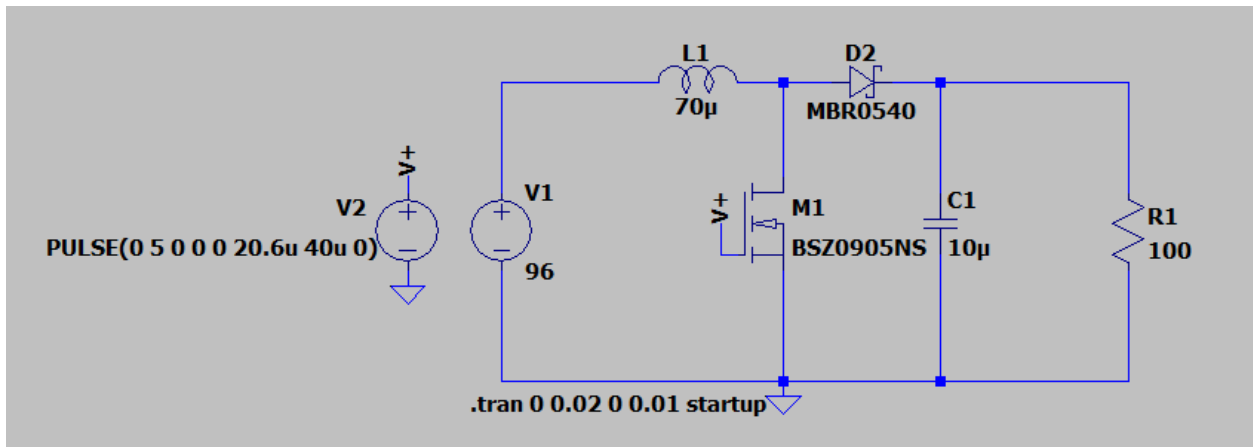 L1
70µ
D2
MBR0540
V+
V2
PULSE(0 5 0 0 0 20.6u 40u 0)
V1
96
V+
M1
BSZ0905NS
C1
10µ
R1
100
.tran 0 0.02 0 0.01 startup